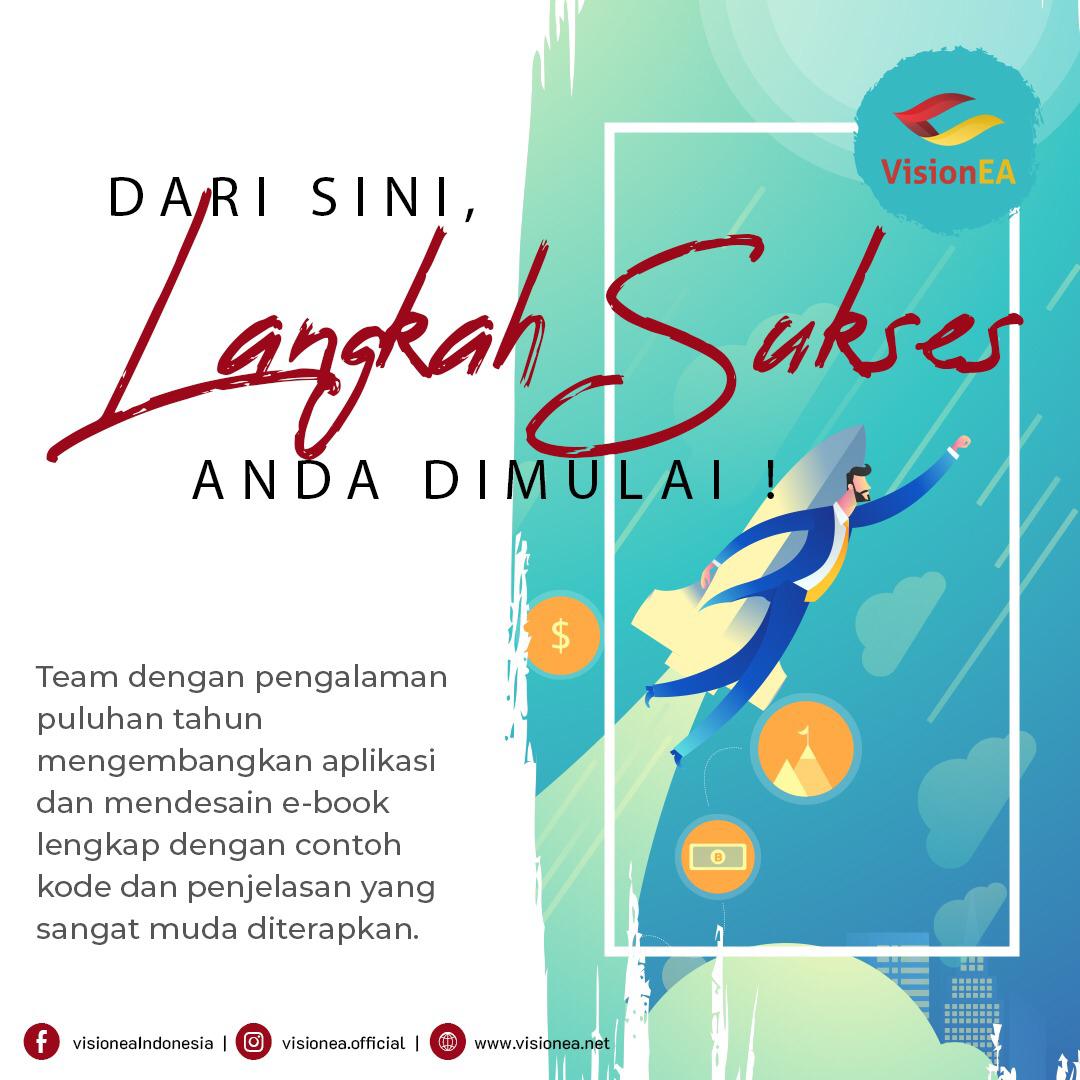 VisionEA
DARI SINI,
Langkah Sukses
ANDA DIMULAI !
$
B
Team dengan pengalaman
puluhan tahun
mengembangkan aplikasi
dan mendesain e-book
lengkap dengan contoh
kode dan penjelasan yang
sangat muda diterapkan.
visioneaIndonesia | visionea.official | www.visionea.net